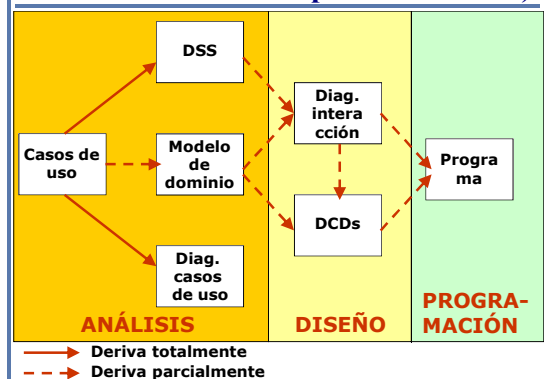 DSS
Diag.
intera
cción
Casos de
uso
Modelo
de
dominio
Progra
ma
DCDs
Diag.
casos
de uso
ANÁLISIS
DISEÑO
PROGRA-
MACIÓN
Deriva totalmente
Deriva parcialmente